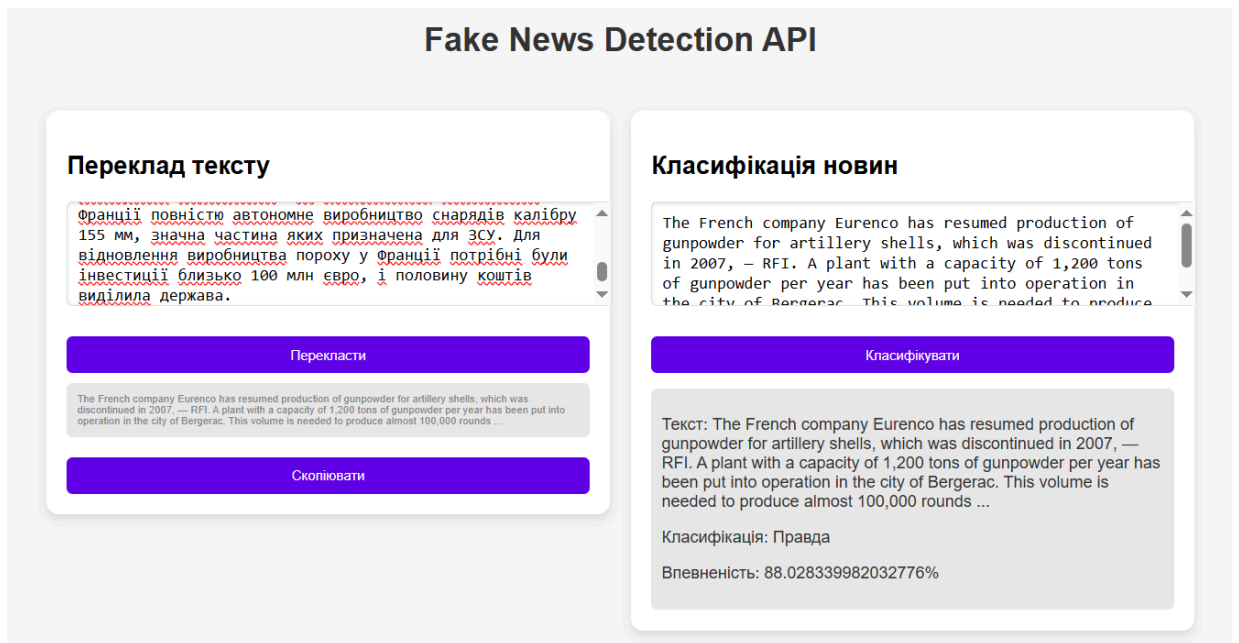 Fake News Detection API
Переклад тексту
Франції повністю автономне виробництво снарядів калібру
155 мм, значна частина яких призначена для ЗСУ. Для
відновлення виробництва пороху у Франції потрібні були
інвестиції близько 100 млн євро, і половину коштів
виділила держава.
Перекласти
The French company Eurenco has resumed production of gunpowder for artillery shells, which was
discontinued in 2007, — RFI. A plant with a capacity of 1,200 tons of gunpowder per year has been put into
operation in the city of Bergerac. This volume is needed to produce almost 100,000 rounds ...
Скопіювати
Класифікація новин
The French company Eurenco has resumed production of
gunpowder for artillery shells, which was discontinued
in 2007, — RFI. A plant with a capacity of 1,200 tons
of gunpowder per year has been put into operation in
the city of Bergerac. This volume is needed to produce
Класифікувати
Текст: The French company Eurenco has resumed production of
gunpowder for artillery shells, which was discontinued in 2007, —
RFI. A plant with a capacity of 1,200 tons of gunpowder per year has
been put into operation in the city of Bergerac. This volume is
needed to produce almost 100,000 rounds ...
Класифікація: Правда
Впевненість: 88.028339982032776%